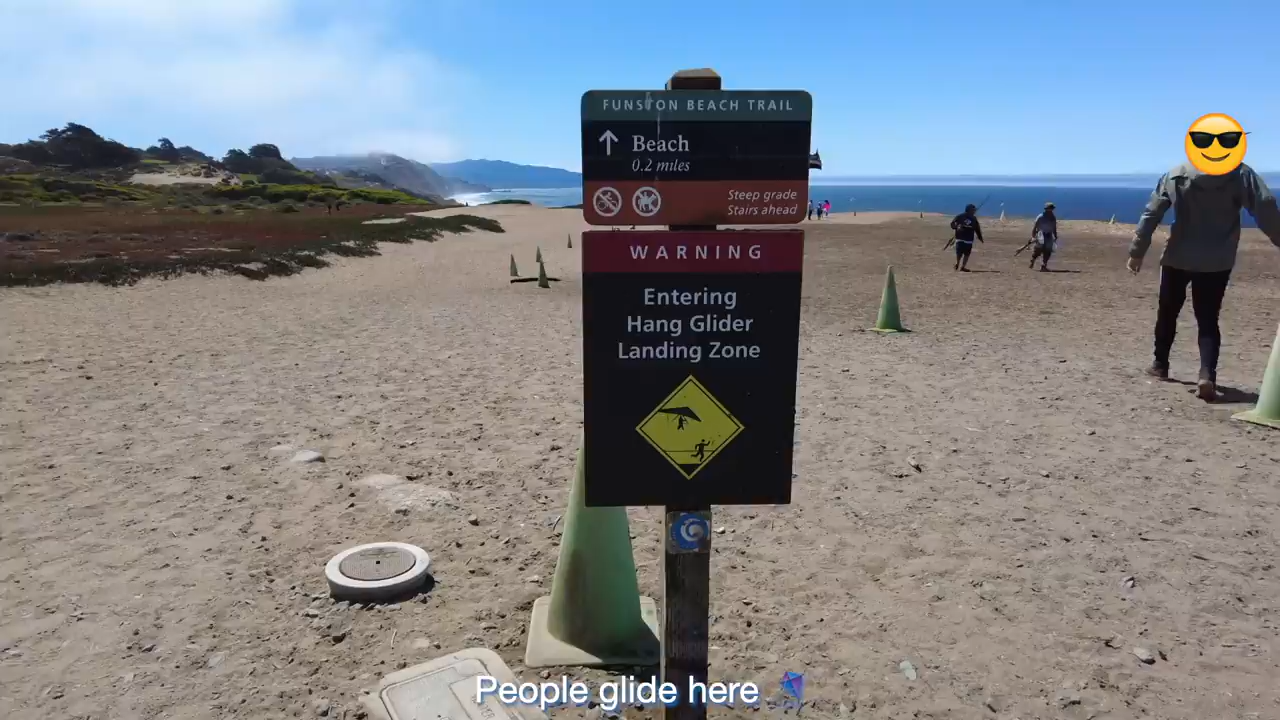 FUNSTON BEACH TRAIL
Beach
0.2 miles
Steep grade
Stairs ahead
WARNING
Entering
Hang Glider
Landing Zone
People glide here